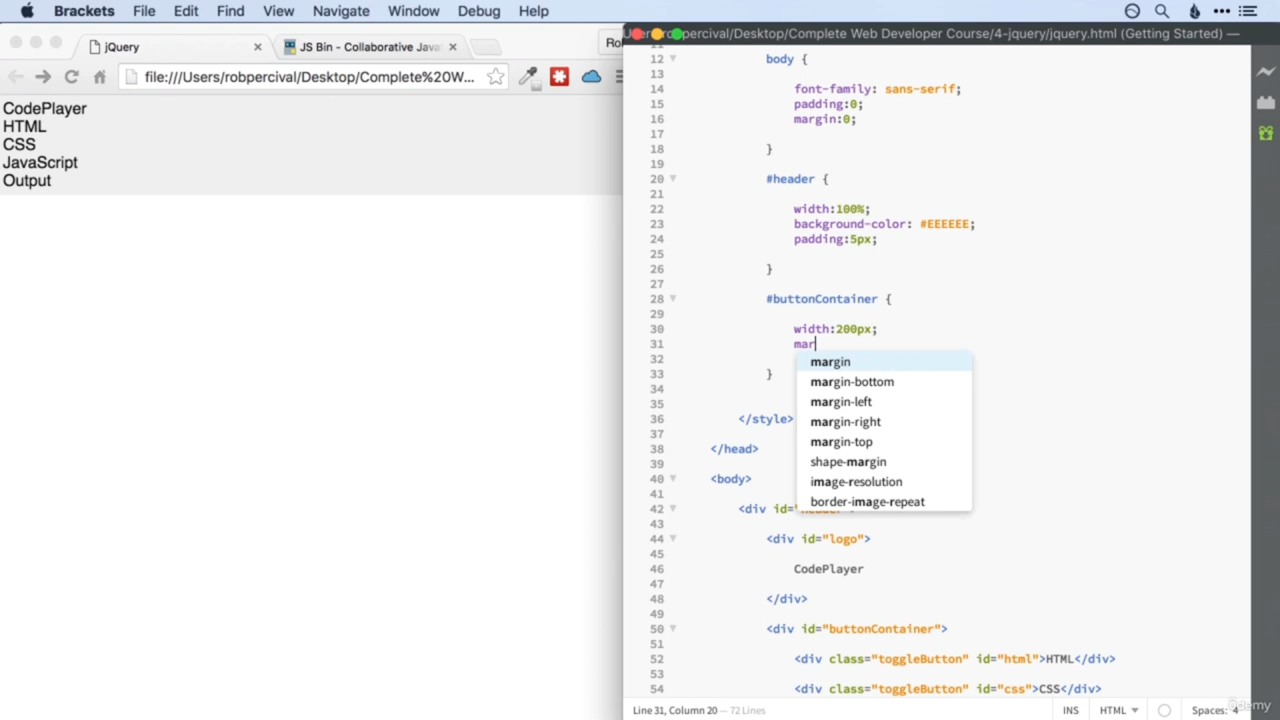 Brackets File Edit Find View Navigate Window Debug Help
jQuery
JS Bin - Collaborative Java
file:///Users/robpercival/Desktop/Complete%20W...
CodePlayer
HTML
CSS
JavaScript
Output
percival/Desktop/Complete Web Developer Course/4-jquery/jquery.html (Getting Started) —
11
12 body {
13
14 font-family: sans-serif;
15 padding:0;
16 margin:0;
17
18 }
19
20 #header {
21
22 width:100%;
23 background-color: #EEEEEE;
24 padding:5px;
25
26 }
27
28 #buttonContainer {
29
30 width:200px;
31 mar
margin
margin-bottom
margin-left
margin-right
margin-top
shape-margin
image-resolution
border-image-repeat
32
33 }
34
35
36 </style>
37
38 </head>
39
40 <body>
41
42 <div id=
43
44 <div id="logo">
45
46 CodePlayer
47
48 </div>
49
50 <div id="buttonContainer">
51
52 <div class="toggleButton" id="html">HTML</div>
53
54 <div class="toggleButton" id="css">CSS</div>
Line 31, Column 20 — 72 Lines
INS HTML Spaces: 4
Udemy